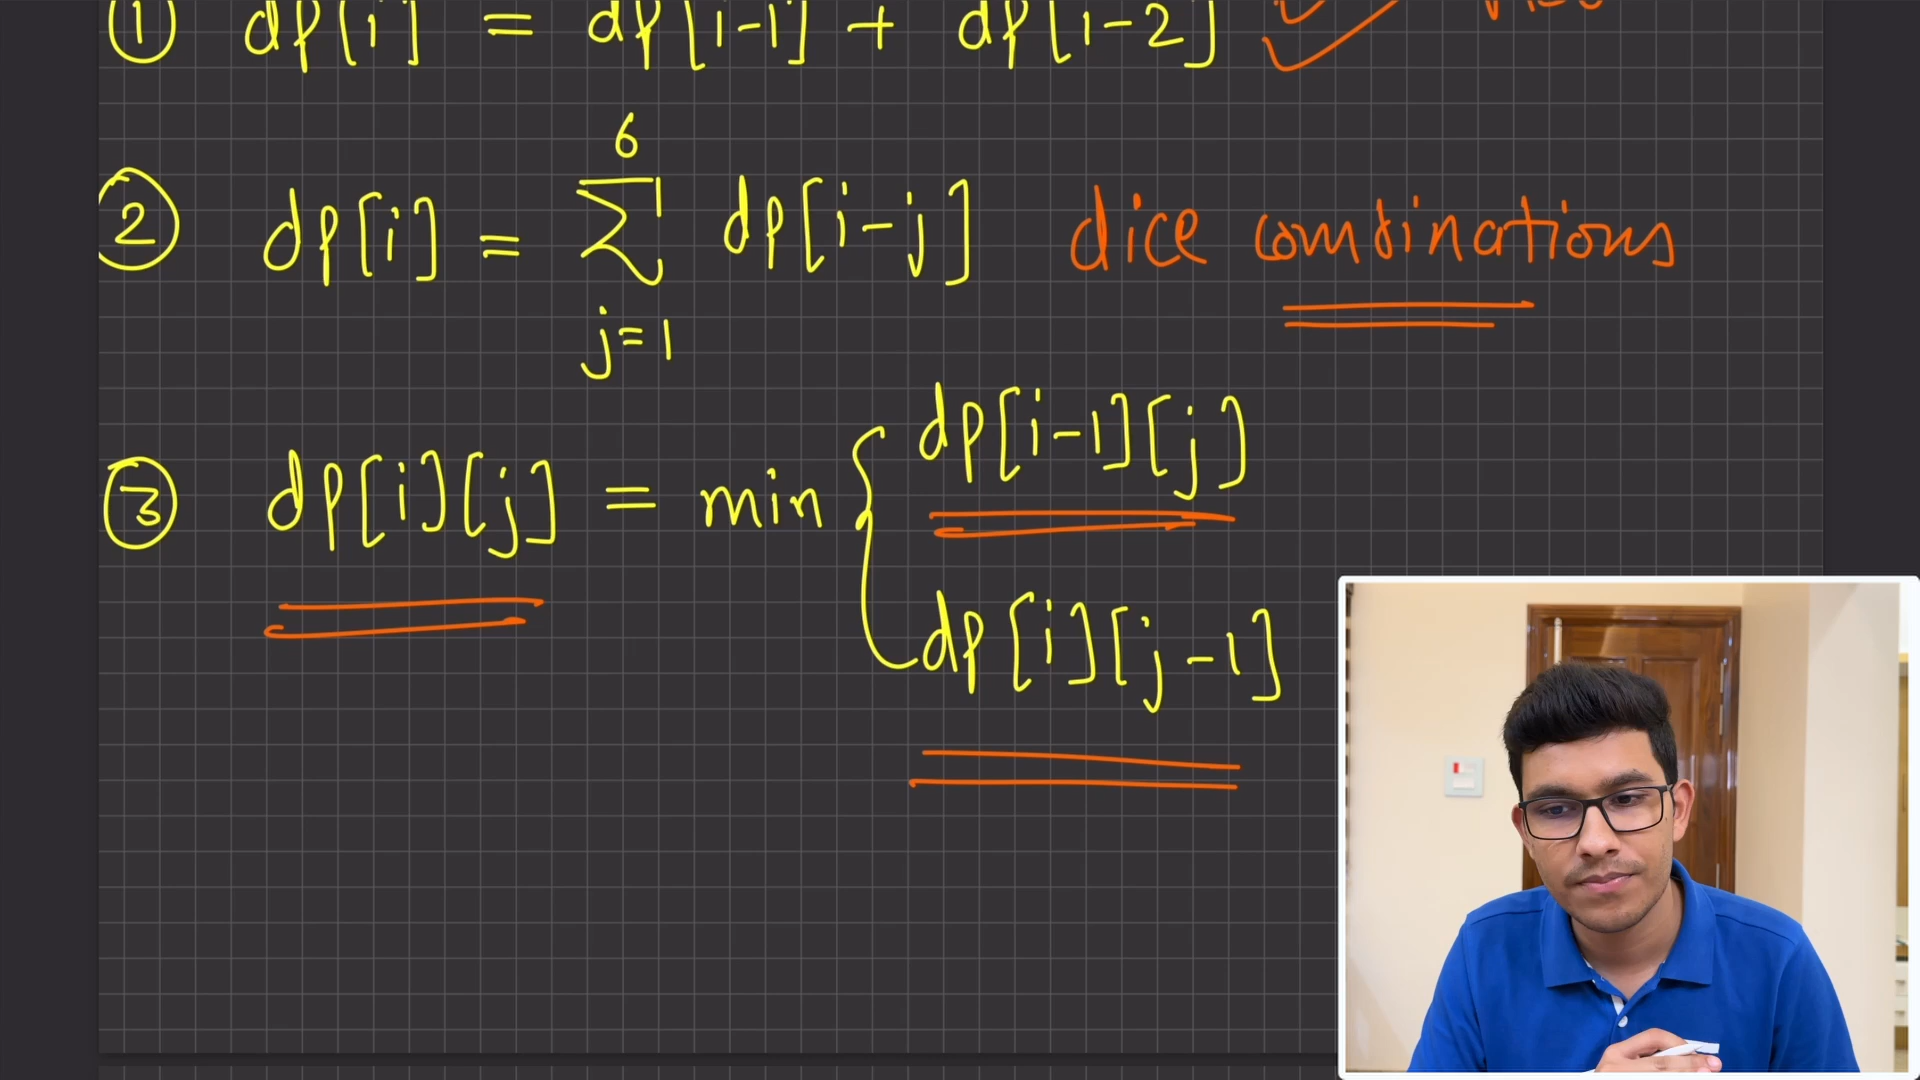 ① dp[i] = dp[i-1] + dp[i-2]
② dp[i] = 6 ∑ j=1 dp[i-j] dice combinations
③ dp[i][j] = min { dp[i-1][j]
dp[i][j-1]